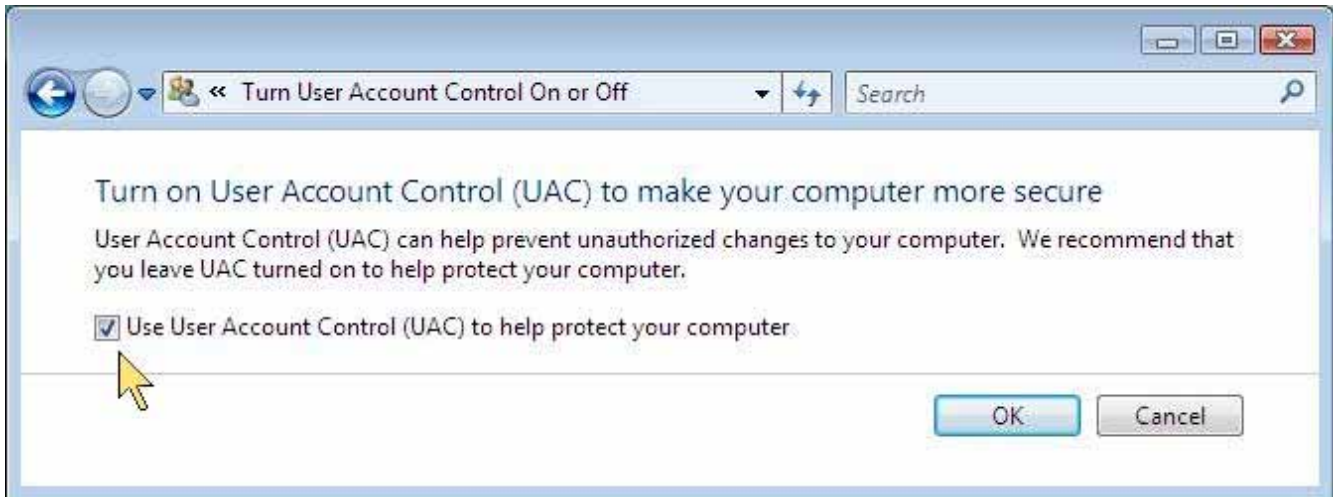 « Turn User Account Control On or Off
Search
Turn on User Account Control (UAC) to make your computer more secure
User Account Control (UAC) can help prevent unauthorized changes to your computer. We recommend that
you leave UAC turned on to help protect your computer.
Use User Account Control (UAC) to help protect your computer
OK
Cancel